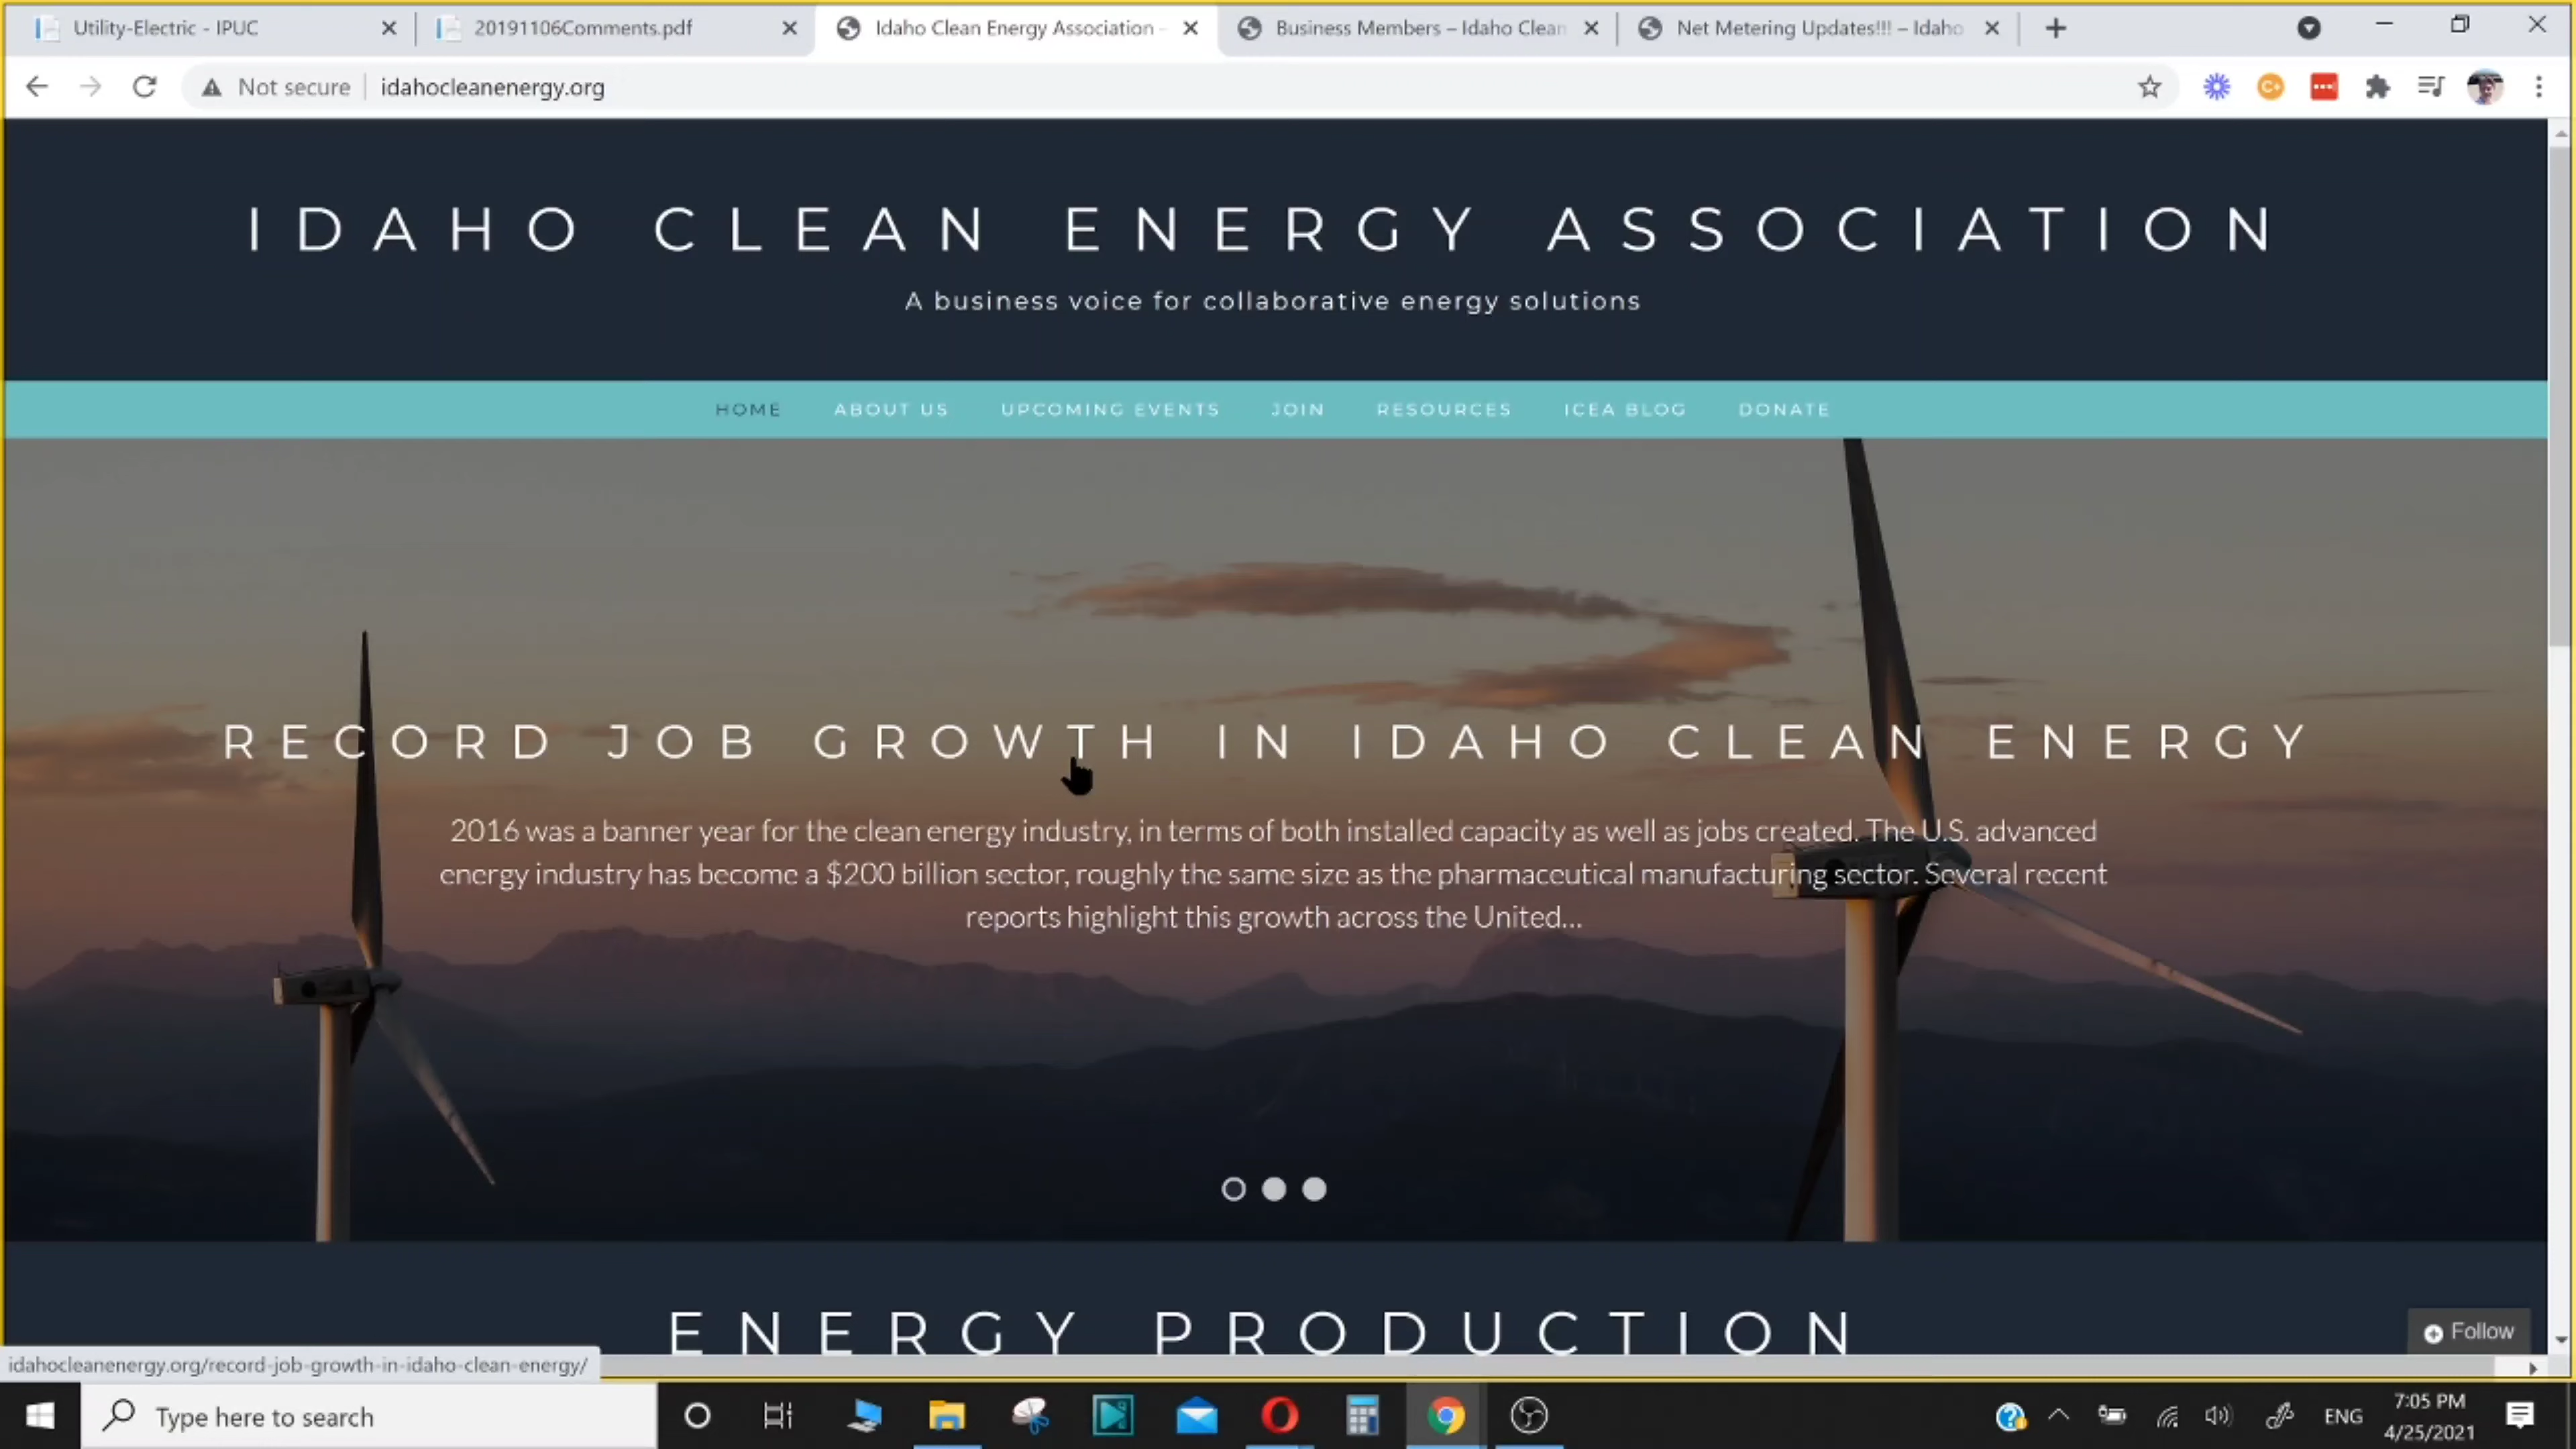 Utility-Electric - IPUC
20191106Comments.pdf
Idaho Clean Energy Association -
Business Members – Idaho Clean
Net Metering Updates!!! – Idaho
Not secure
idahocleanenergy.org
IDAHO CLEAN ENERGY ASSOCIATION
A business voice for collaborative energy solutions
HOME ABOUT US UPCOMING EVENTS JOIN RESOURCES ICEA BLOG DONATE
RECORD JOB GROWTH IN IDAHO CLEAN ENERGY
2016 was a banner year for the clean energy industry, in terms of both installed capacity as well as jobs created. The U.S. advanced
energy industry has become a $200 billion sector, roughly the same size as the pharmaceutical manufacturing sector. Several recent
reports highlight this growth across the United...
ENERGY PRODUCTION
Follow
idahocleanenergy.org/record-job-growth-in-idaho-clean-energy/
Type here to search
ENG
7:05 PM
4/25/2021